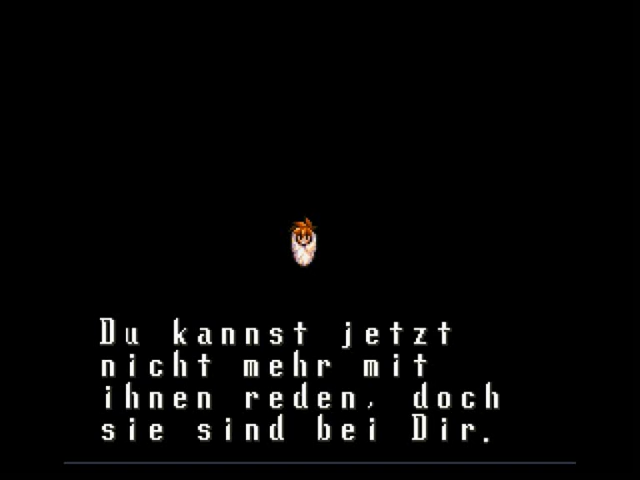 Du kannst jetzt
nicht mehr mit
ihnen reden, doch
sie sind bei Dir.